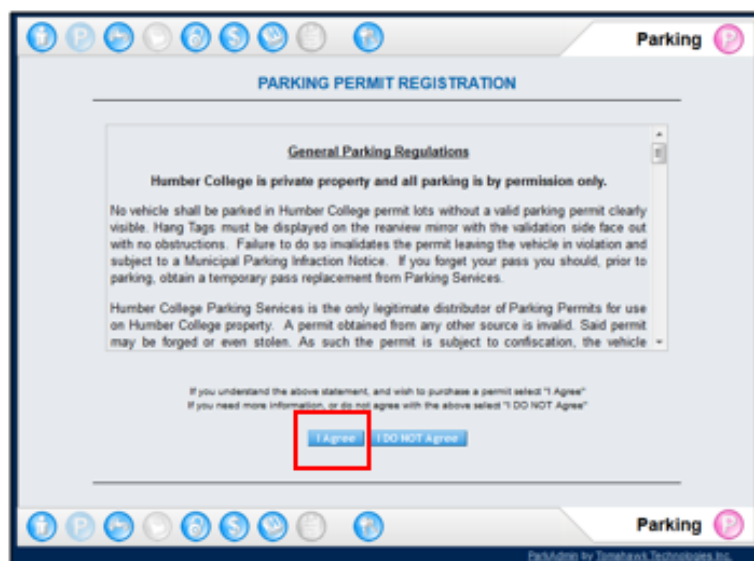 Parking P
PARKING PERMIT REGISTRATION
General Parking Regulations
Humber College is private property and all parking is by permission only.
No vehicle shall be parked in Humber College permit lots without a valid parking permit clearly
visible. Hang Tags must be displayed on the rearview mirror with the validation side face out
with no obstructions. Failure to do so invalidates the permit leaving the vehicle in violation and
subject to a Municipal Parking Infraction Notice. If you forget your pass you should, prior to
parking, obtain a temporary pass replacement from Parking Services.
Humber College Parking Services is the only legitimate distributor of Parking Permits for use
on Humber College property. A permit obtained from any other source is invalid. Said permit
may be forged or even stolen. As such the permit is subject to confiscation, the vehicle
If you understand the above statement, and wish to purchase a permit select "I Agree"
If you need more information, or do not agree with the above select "I DO NOT Agree"
I Agree I DO NOT Agree
Parking P
ParkAdmin by Tomahawk Technologies Inc.